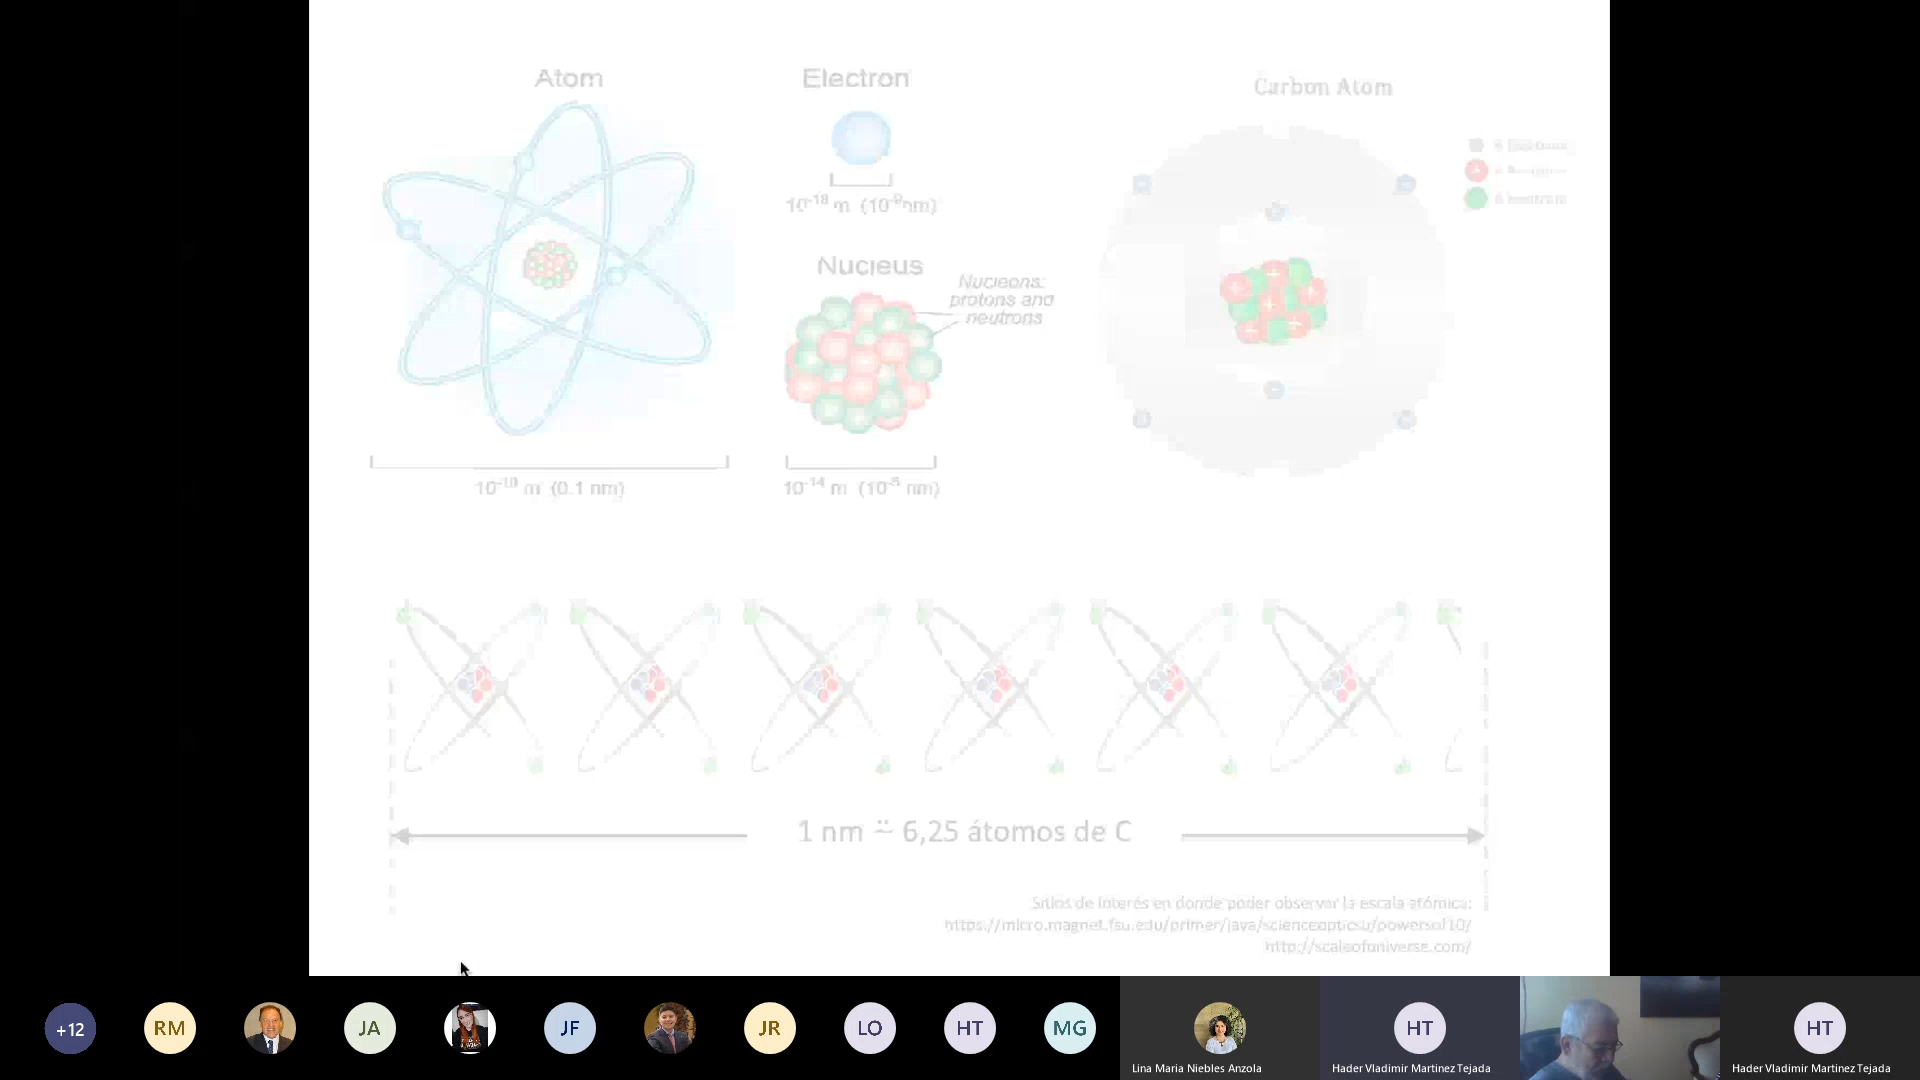 Atom
Electron
Carbon Atom
10⁻¹⁸ m (10⁻⁹ nm)
Nucleus
Nucleons:
protons and
neutrons
10⁻¹⁰ m (0.1 nm)
10⁻¹⁴ m (10⁻⁵ nm)
1 nm ≅ 6,25 átomos de C
Sitios de interés en donde poder observar la escala atómica:
https://micro.magnet.fsu.edu/primer/java/scienceopticsu/powersof10/
http://scaleofuniverse.com/
+12
RM
JA
JF
JR
LO
HT
MG
HT
HT
Lina Maria Niebles Anzola
Hader Vladimir Martinez Tejada
Hader Vladimir Martinez Tejada